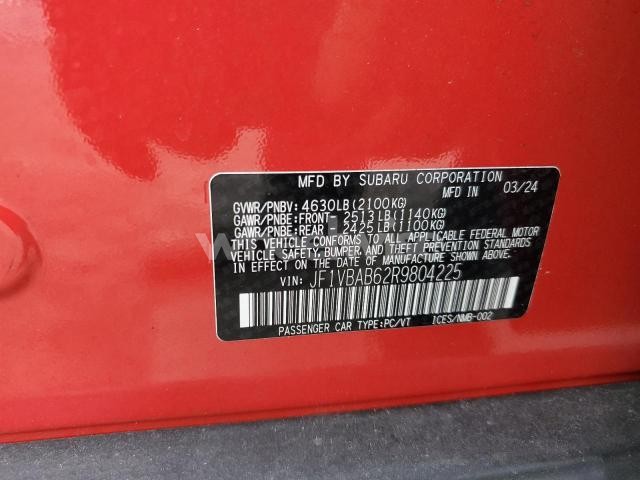 MFD BY SUBARU CORPORATION
MFD IN 03/24
GVWR/PNBV: 4630LB(2100KG)
GAWR/PNBE:FRONT- 2513LB(1140KG)
GAWR/PNBE:REAR - 2425LB(1100KG)
THIS VEHICLE CONFORMS TO ALL APPLICABLE FEDERAL MOTOR
VEHICLE SAFETY, BUMPER, AND THEFT PREVENTION STANDARDS
IN EFFECT ON THE DATE OF MANUFACTURE SHOWN ABOVE.
VIN: JF1VBAB62R9804225
PASSENGER CAR TYPE:PC/VT ICES/NMB-002